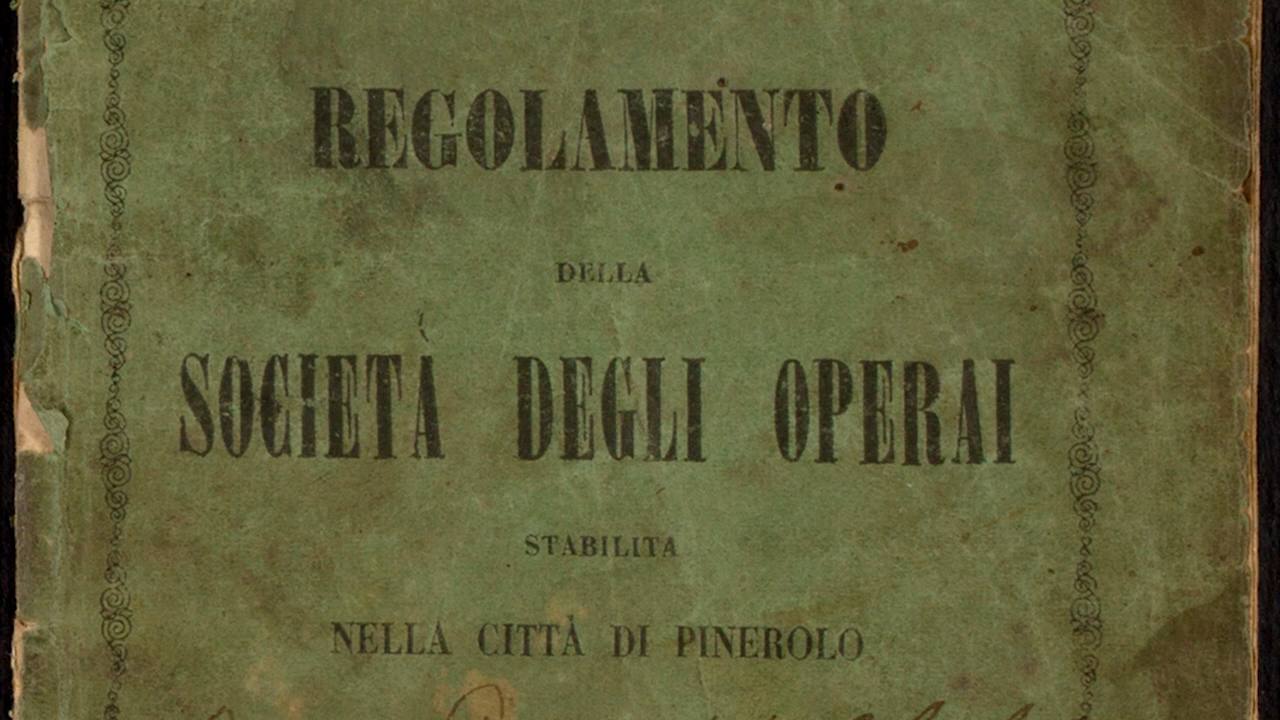 REGOLAMENTO
DELLA
SOCIETÀ DEGLI OPERAI
STABILITA
NELLA CITTÀ DI PINEROLO